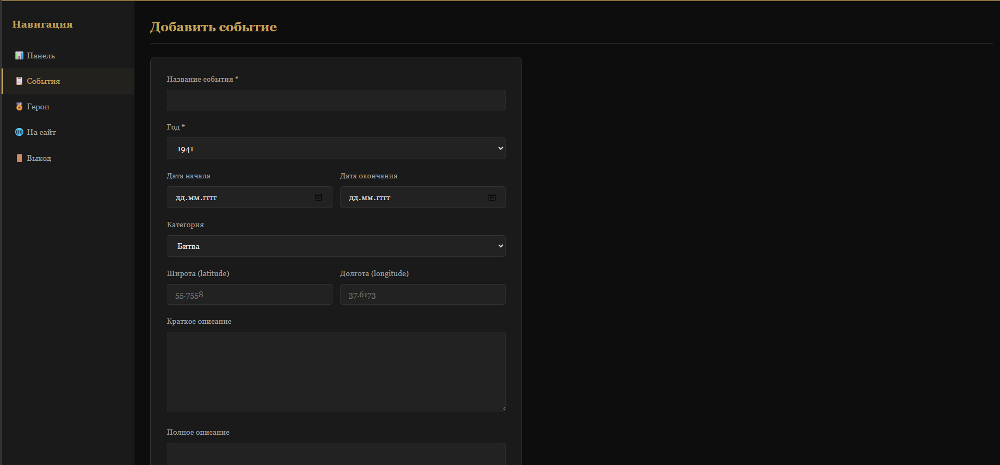 Навигация
Панель
События
Герои
На сайт
Выход
Добавить событие
Название события *
Год *
1941
Дата начала
Дата окончания
дд.мм.гггг
дд.мм.гггг
Категория
Битва
Широта (latitude)
Долгота (longitude)
55.7558
37.6173
Краткое описание
Полное описание